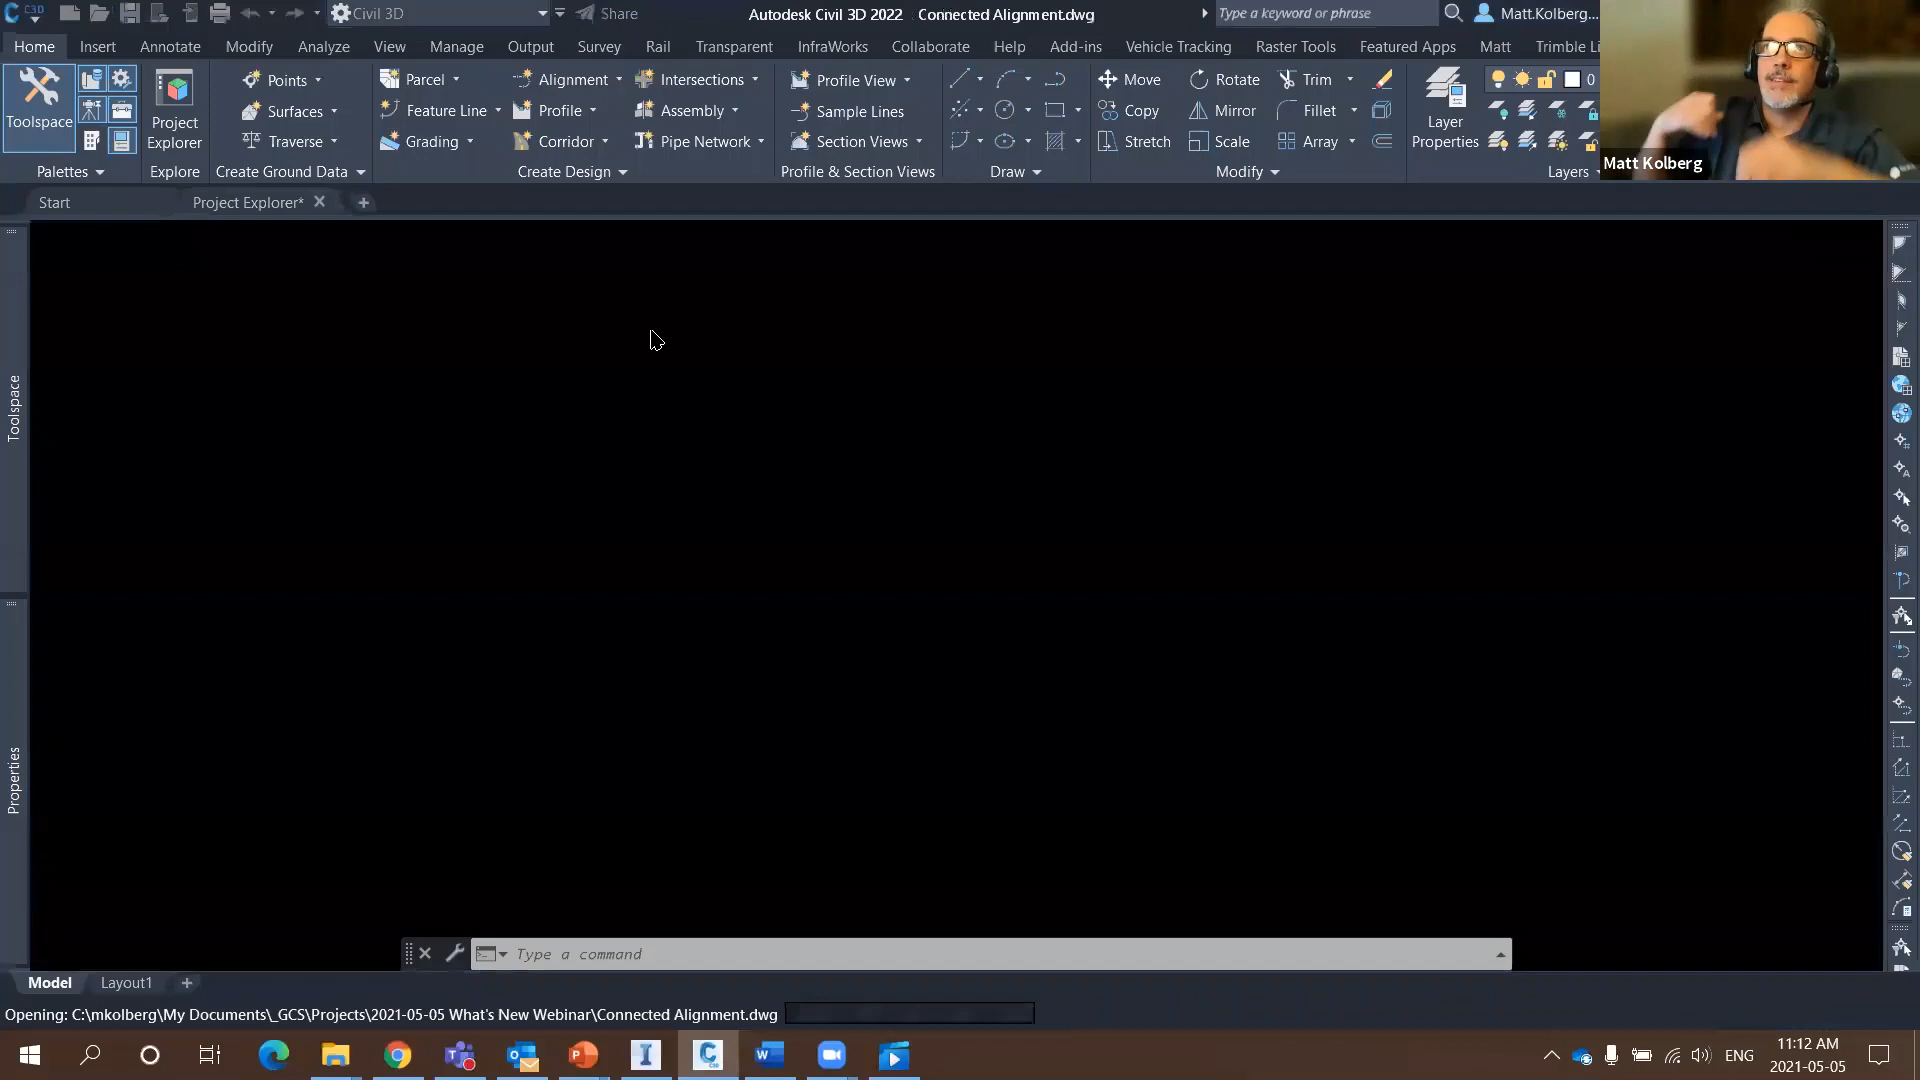 C3D Civil 3D Share Autodesk Civil 3D 2022 Connected Alignment.dwg Type a keyword or phrase Matt.Kolberg...
Home Insert Annotate Modify Analyze View Manage Output Survey Rail Transparent InfraWorks Collaborate Help Add-ins Vehicle Tracking Raster Tools Featured Apps Matt Trimble Li
Toolspace
Palettes
Project
Explorer
Explore
Points
Surfaces
Traverse
Create Ground Data
Parcel
Feature Line
Grading
Alignment
Profile
Corridor
Intersections
Assembly
Pipe Network
Create Design
Profile View
Sample Lines
Section Views
Profile & Section Views
Draw
Move
Copy
Stretch
Rotate
Mirror
Scale
Trim
Fillet
Array
Modify
Layer
Properties
0
Layers
Matt Kolberg
Start Project Explorer*
Toolspace
Properties
Type a command
Model Layout1
Opening: C:\mkolberg\My Documents\_GCS\Projects\2021-05-05 What's New Webinar\Connected Alignment.dwg
ENG
11:12 AM
2021-05-05